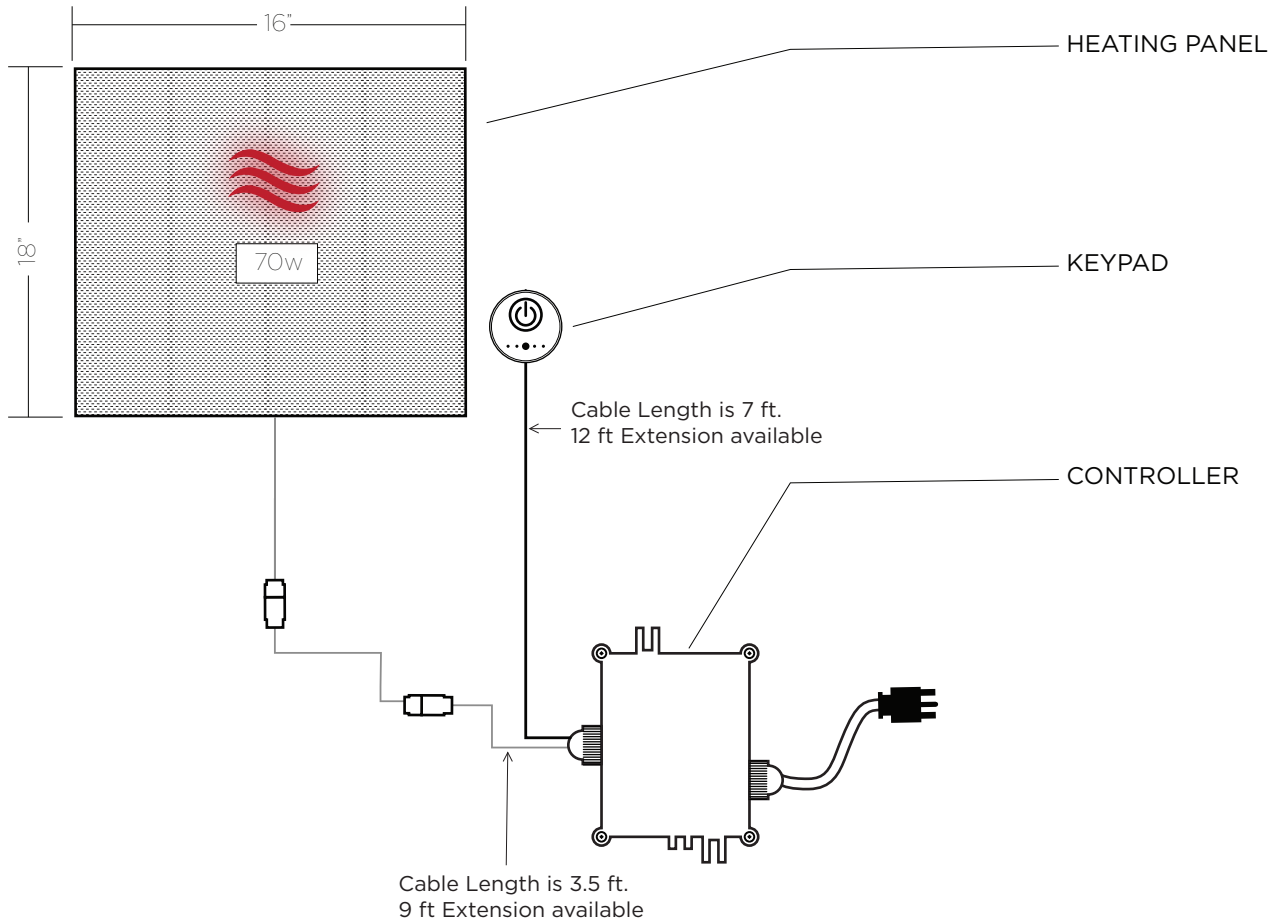 16"
HEATING PANEL
18"
70w
KEYPAD
Cable Length is 7 ft.
12 ft Extension available
CONTROLLER
Cable Length is 3.5 ft.
9 ft Extension available